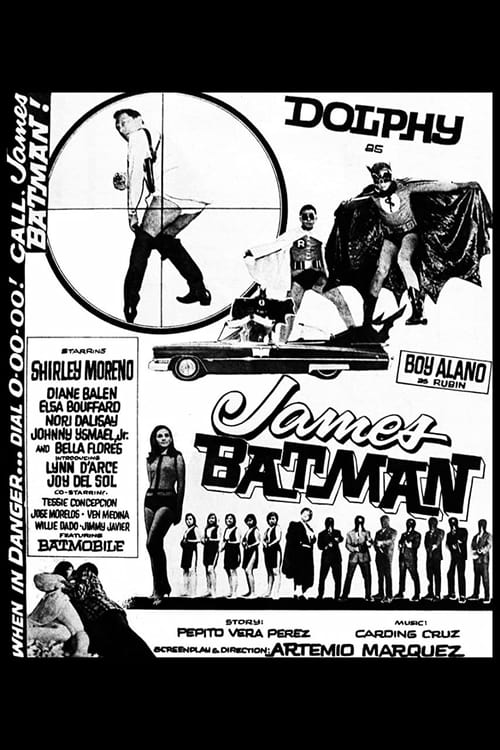 WHEN IN DANGER... DIAL 0-00-00! CALL.. James BATMAN!
DOLPHY
as
R
BOY ALANO
as RUBIN
STARRING
SHIRLEY MORENO
DIANE BALEN
ELSA BOUFFARD
NORI DALISAY
JOHNNY YSMAEL, Jr.
AND BELLA FLORES
INTRODUCING
LYNN D'ARCE
JOY DEL SOL
CO-STARRING:
TESSIE CONCEPCION
JOSE MORELOS - VEN MEDINA
WILLIE DADO - JIMMY JAVIER
FEATURING
BATMOBILE
James
BATMAN
STORY:
PEPITO VERA PEREZ
MUSIC:
CARDING CRUZ
SCREENPLAY & DIRECTION: ARTEMIO MARQUEZ